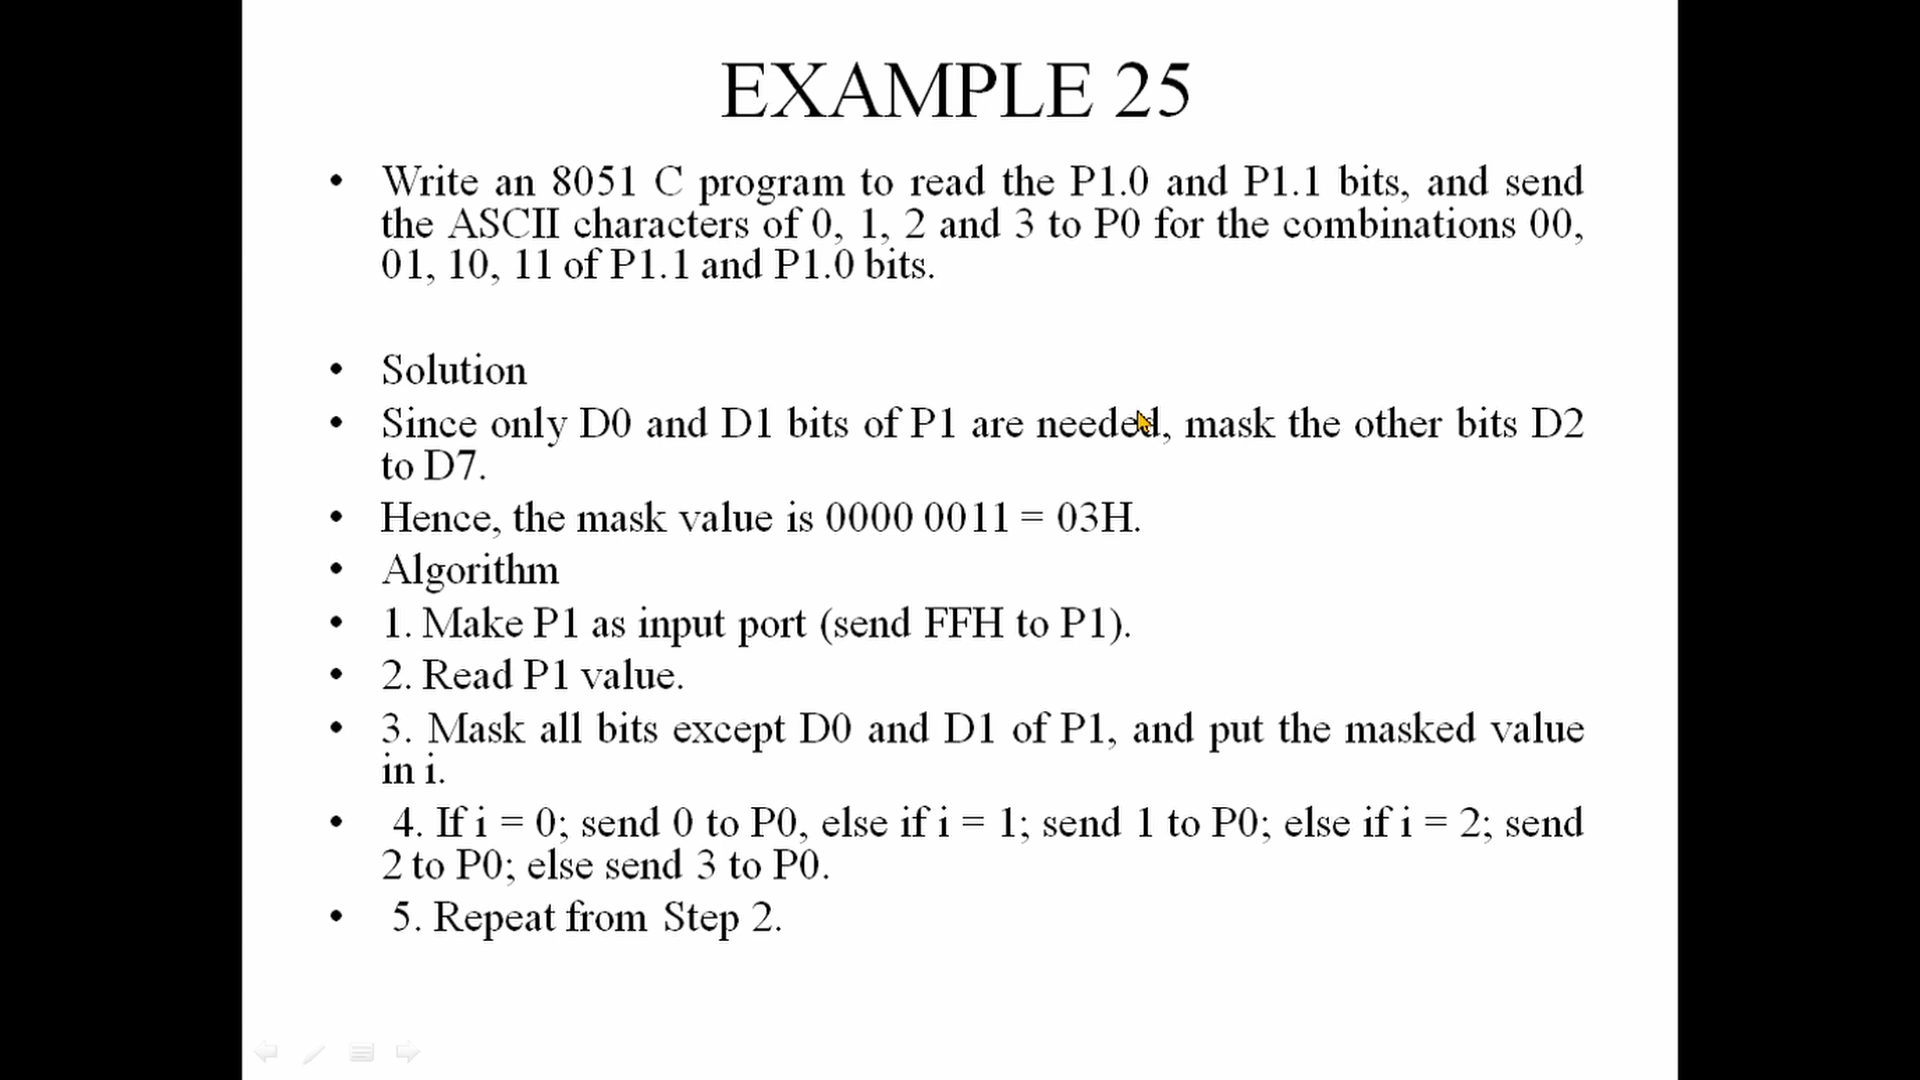 EXAMPLE 25
• Write an 8051 C program to read the P1.0 and P1.1 bits, and send
the ASCII characters of 0, 1, 2 and 3 to P0 for the combinations 00,
01, 10, 11 of P1.1 and P1.0 bits.
• Solution
• Since only D0 and D1 bits of P1 are needed, mask the other bits D2
to D7.
• Hence, the mask value is 0000 0011 = 03H.
• Algorithm
• 1. Make P1 as input port (send FFH to P1).
• 2. Read P1 value.
• 3. Mask all bits except D0 and D1 of P1, and put the masked value
in i.
• 4. If i = 0; send 0 to P0, else if i = 1; send 1 to P0; else if i = 2; send
2 to P0; else send 3 to P0.
• 5. Repeat from Step 2.